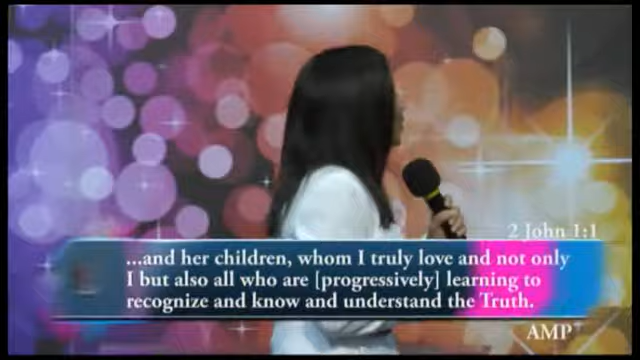 2 John 1:1
...and her children, whom I truly love and not only
I but also all who are [progressively] learning to
recognize and know and understand the Truth.
AMP